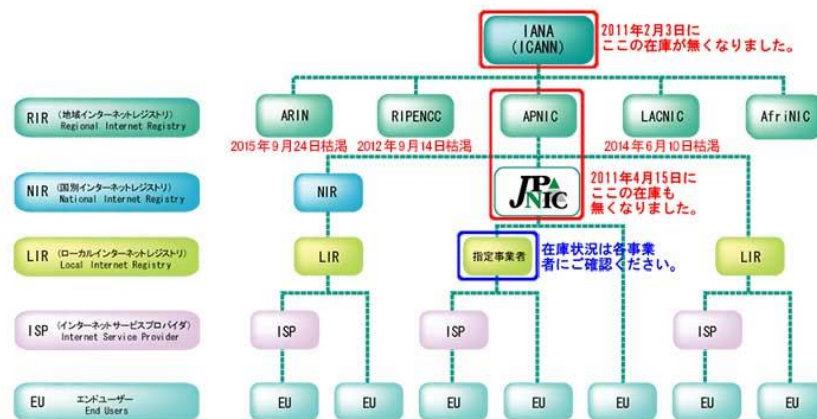 IANA
(ICANN)
2011年2月3日に
ここの在庫が無くなりました。
RIR (地域インターネットレジストリ)
Regional Internet Registry
ARIN
RIPENCC
APNIC
LACNIC
AfriNIC
2015年9月24日枯渇
2012年9月14日枯渇
2014年6月10日枯渇
NIR (国別インターネットレジストリ)
National Internet Registry
NIR
JPNIC
2011年4月15日に
ここの在庫も
無くなりました。
LIR (ローカルインターネットレジストリ)
Local Internet Registry
LIR
指定事業者
在庫状況は各事業
者にご確認ください。
LIR
ISP (インターネットサービスプロバイダ)
Internet Service Provider
ISP
ISP
ISP
EU エンドユーザー
End Users
EU
EU
EU
EU
EU
EU
EU